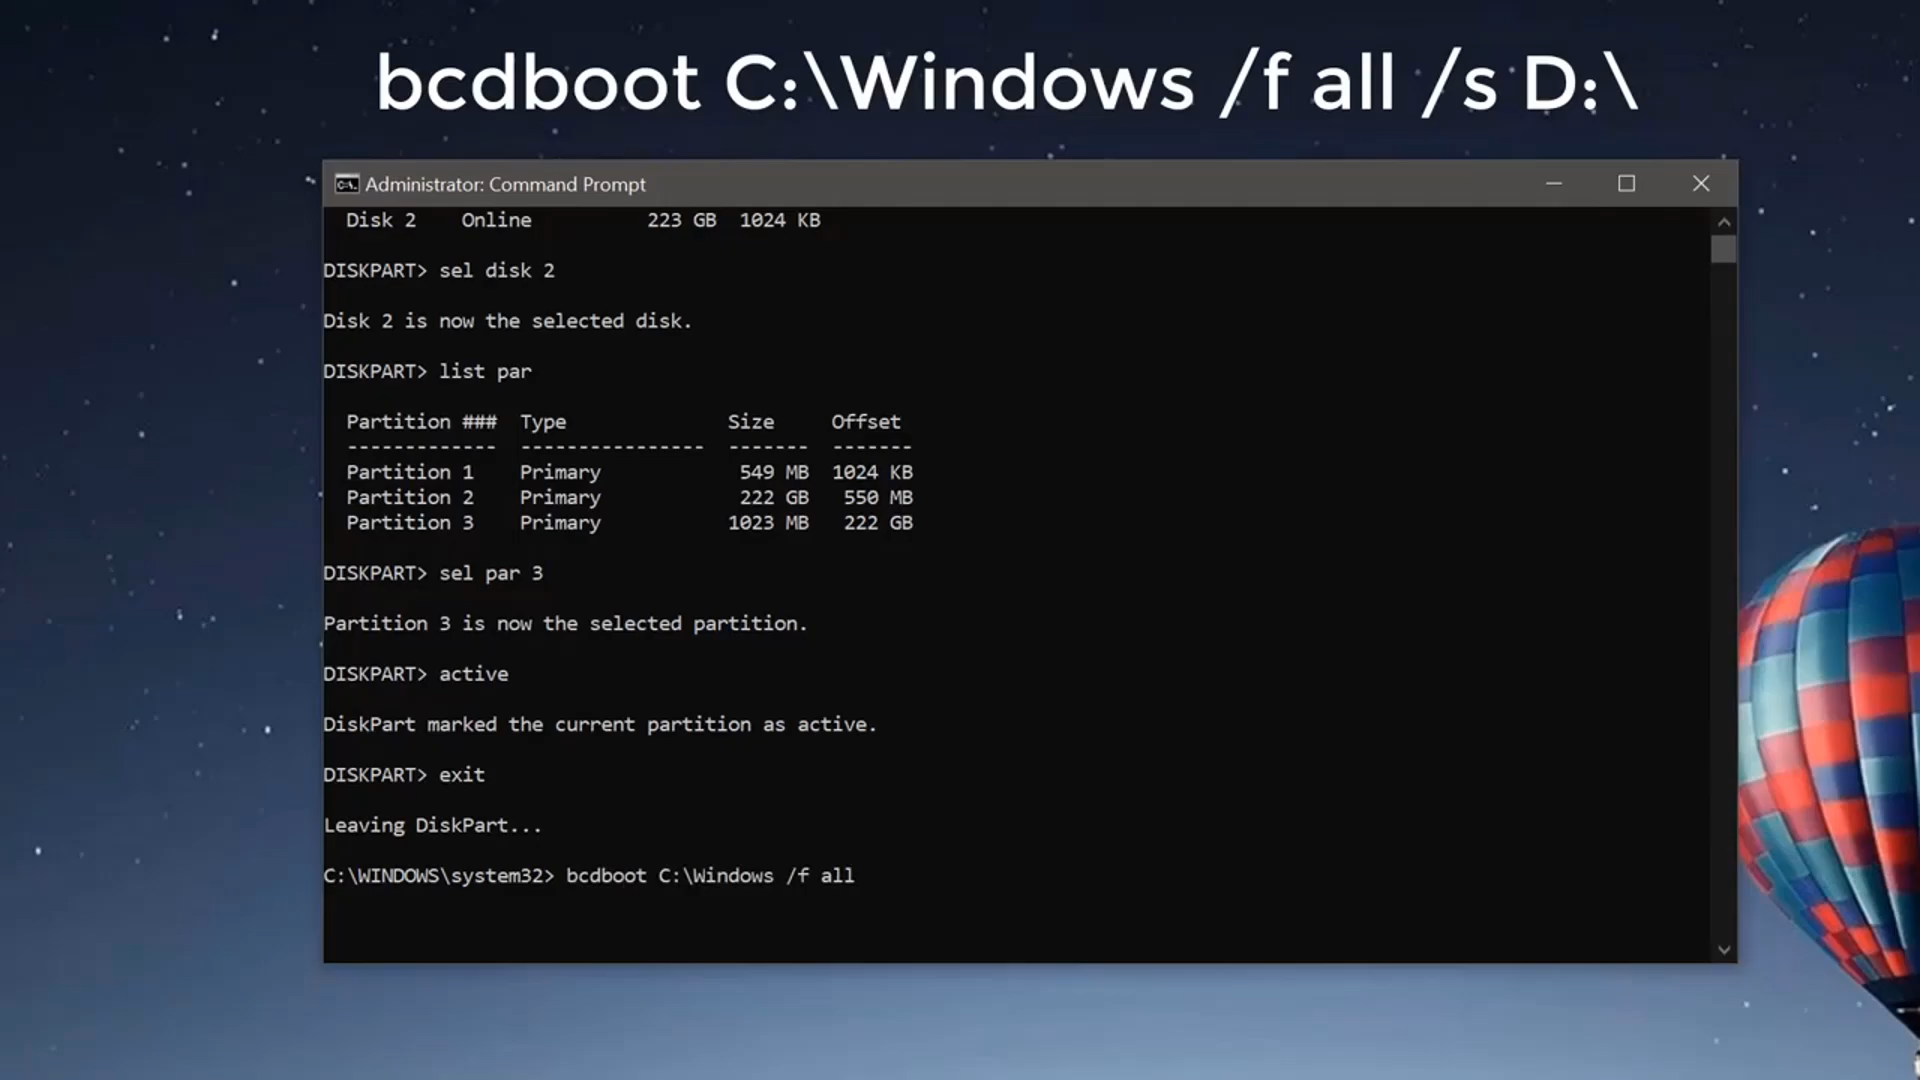 bcdboot C:\Windows /f all /s D:\
Administrator: Command Prompt
Disk 2    Online          223 GB  1024 KB
DISKPART> sel disk 2
Disk 2 is now the selected disk.
DISKPART> list par
Partition ###  Type              Size     Offset
-------------  ----------------  -------  -------
Partition 1    Primary            549 MB  1024 KB
Partition 2    Primary            222 GB   550 MB
Partition 3    Primary           1023 MB   222 GB
DISKPART> sel par 3
Partition 3 is now the selected partition.
DISKPART> active
DiskPart marked the current partition as active.
DISKPART> exit
Leaving DiskPart...
C:\WINDOWS\system32> bcdboot C:\Windows /f all